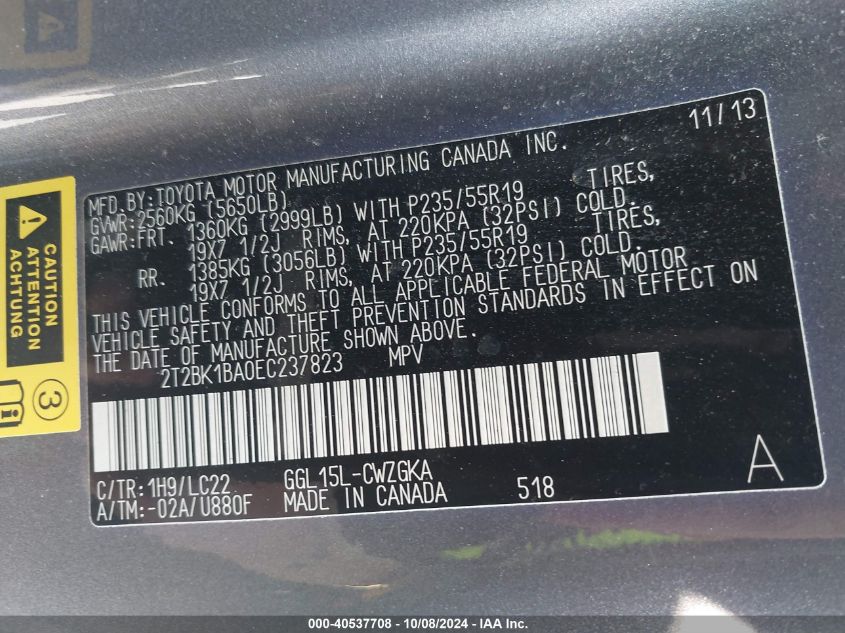 11/13
MFD. BY: TOYOTA MOTOR MANUFACTURING CANADA INC.
GVWR: 2560KG (5650LB)
GAWR: FRT. 1360KG (2999LB) WITH P235/55R19 TIRES,
19X7 1/2J RIMS, AT 220KPA (32PSI) COLD.
RR. 1385KG (3056LB) WITH P235/55R19 TIRES,
19X7 1/2J RIMS, AT 220KPA (32PSI) COLD.
THIS VEHICLE CONFORMS TO ALL APPLICABLE FEDERAL MOTOR
VEHICLE SAFETY AND THEFT PREVENTION STANDARDS IN EFFECT ON
THE DATE OF MANUFACTURE SHOWN ABOVE.
2T2BK1BA0EC237823 MPV
C/TR: 1H9/LC22 GGL15L-CWZGKA
A/TM: -02A/U880F MADE IN CANADA 518 A
CAUTION
ATTENTION
ACHTUNG
3
000-40537708 - 10/08/2024 - IAA Inc.